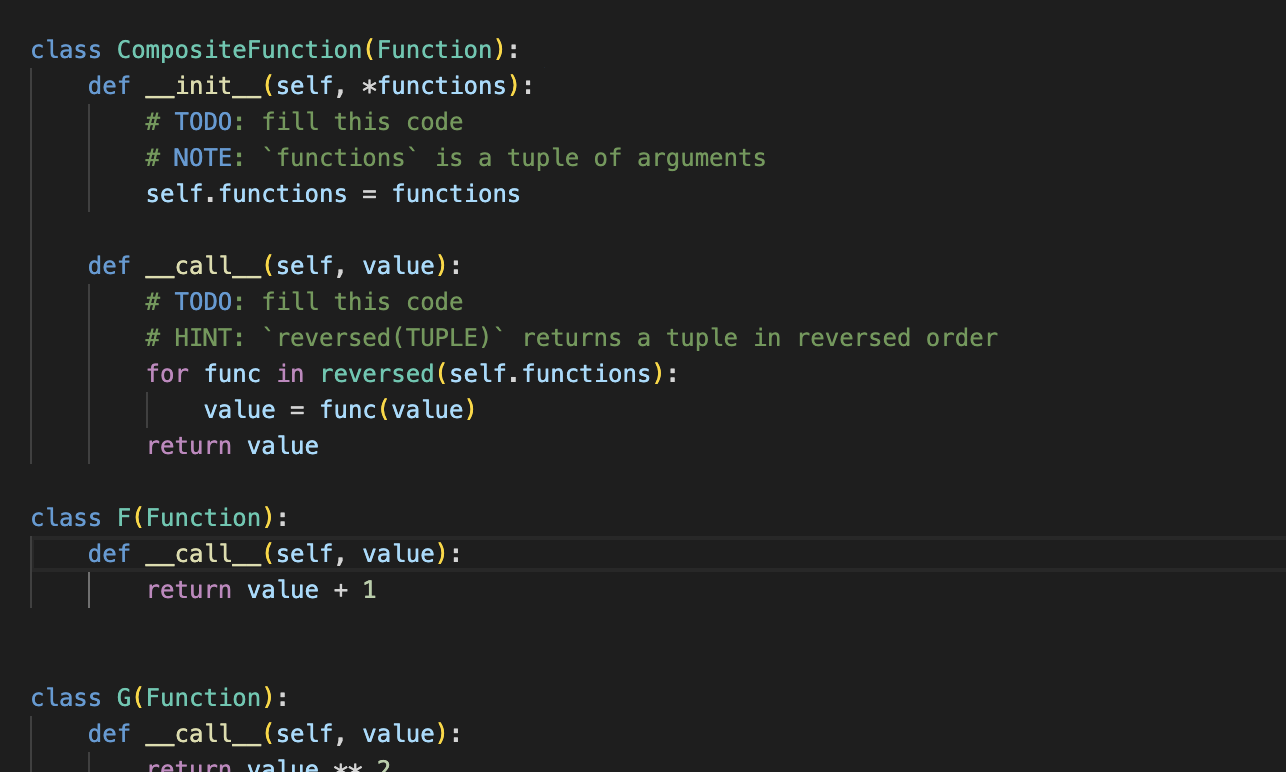 class CompositeFunction(Function):
    def __init__(self, *functions):
        # TODO: fill this code
        # NOTE: `functions` is a tuple of arguments
        self.functions = functions

    def __call__(self, value):
        # TODO: fill this code
        # HINT: `reversed(TUPLE)` returns a tuple in reversed order
        for func in reversed(self.functions):
            value = func(value)
        return value

class F(Function):
    def __call__(self, value):
        return value + 1

class G(Function):
    def __call__(self, value):
        return value ** 2